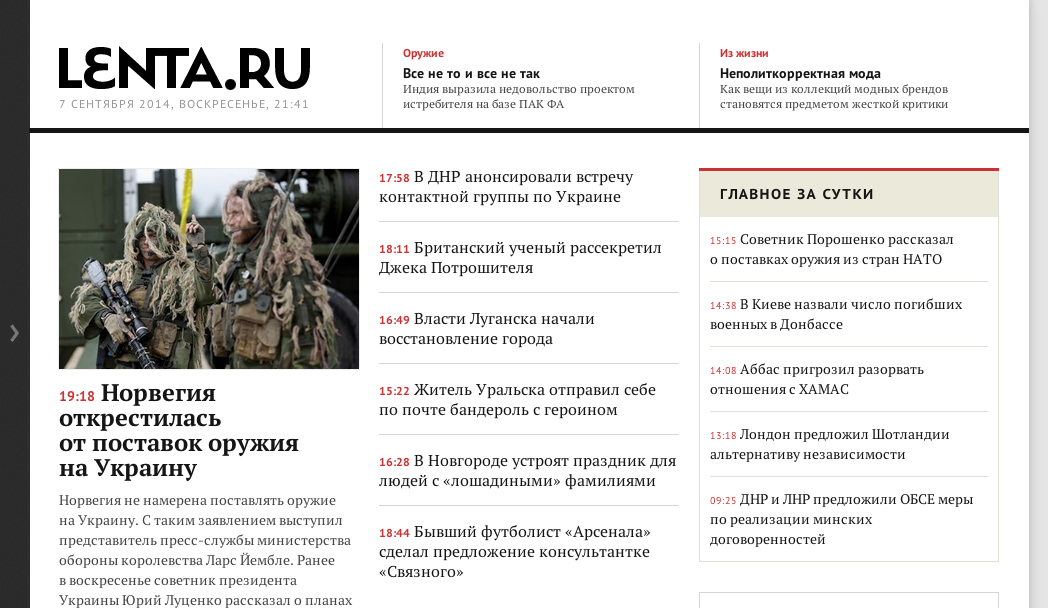 LENTA.RU
7 СЕНТЯБРЯ 2014, ВОСКРЕСЕНЬЕ, 21:41
Оружие
Все не то и все не так
Индия выразила недовольство проектом
истребителя на базе ПАК ФА
Из жизни
Неполиткорректная мода
Как вещи из коллекций модных брендов
становятся предметом жесткой критики
19:18 Норвегия
открестилась
от поставок оружия
на Украину
Норвегия не намерена поставлять оружие
на Украину. С таким заявлением выступил
представитель пресс-службы министерства
обороны королевства Ларс Йембле. Ранее
в воскресенье советник президента
Украины Юрий Луценко рассказал о планах
17:58 В ДНР анонсировали встречу
контактной группы по Украине
18:11 Британский ученый рассекретил
Джека Потрошителя
16:49 Власти Луганска начали
восстановление города
15:22 Житель Уральска отправил себе
по почте бандероль с героином
16:28 В Новгороде устроят праздник для
людей с «лошадиными» фамилиями
18:44 Бывший футболист «Арсенала»
сделал предложение консультантке
«Связного»
ГЛАВНОЕ ЗА СУТКИ
15:15 Советник Порошенко рассказал
о поставках оружия из стран НАТО
14:38 В Киеве назвали число погибших
военных в Донбассе
14:08 Аббас пригрозил разорвать
отношения с ХАМАС
13:18 Лондон предложил Шотландии
альтернативу независимости
09:25 ДНР и ЛНР предложили ОБСЕ меры
по реализации минских
договоренностей